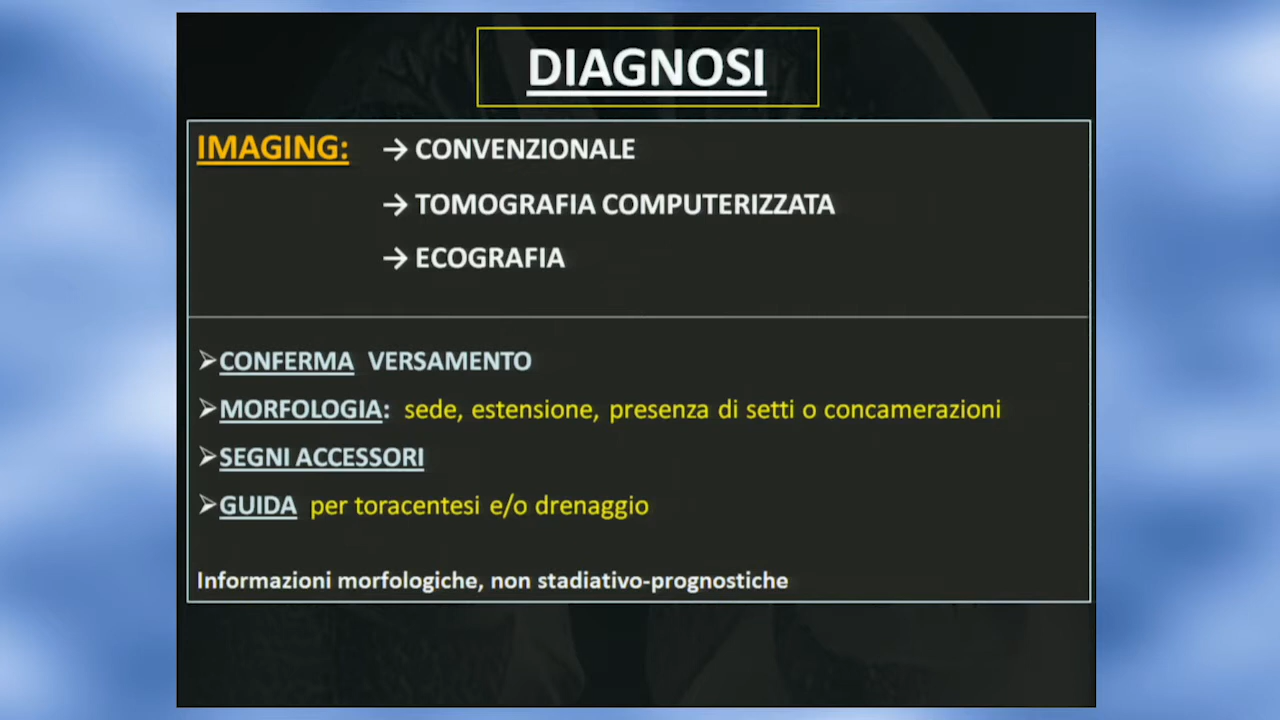 DIAGNOSI
IMAGING: → CONVENZIONALE
→ TOMOGRAFIA COMPUTERIZZATA
→ ECOGRAFIA
➢CONFERMA VERSAMENTO
➢MORFOLOGIA: sede, estensione, presenza di setti o concamerazioni
➢SEGNI ACCESSORI
➢GUIDA per toracentesi e/o drenaggio
Informazioni morfologiche, non stadiativo-prognostiche